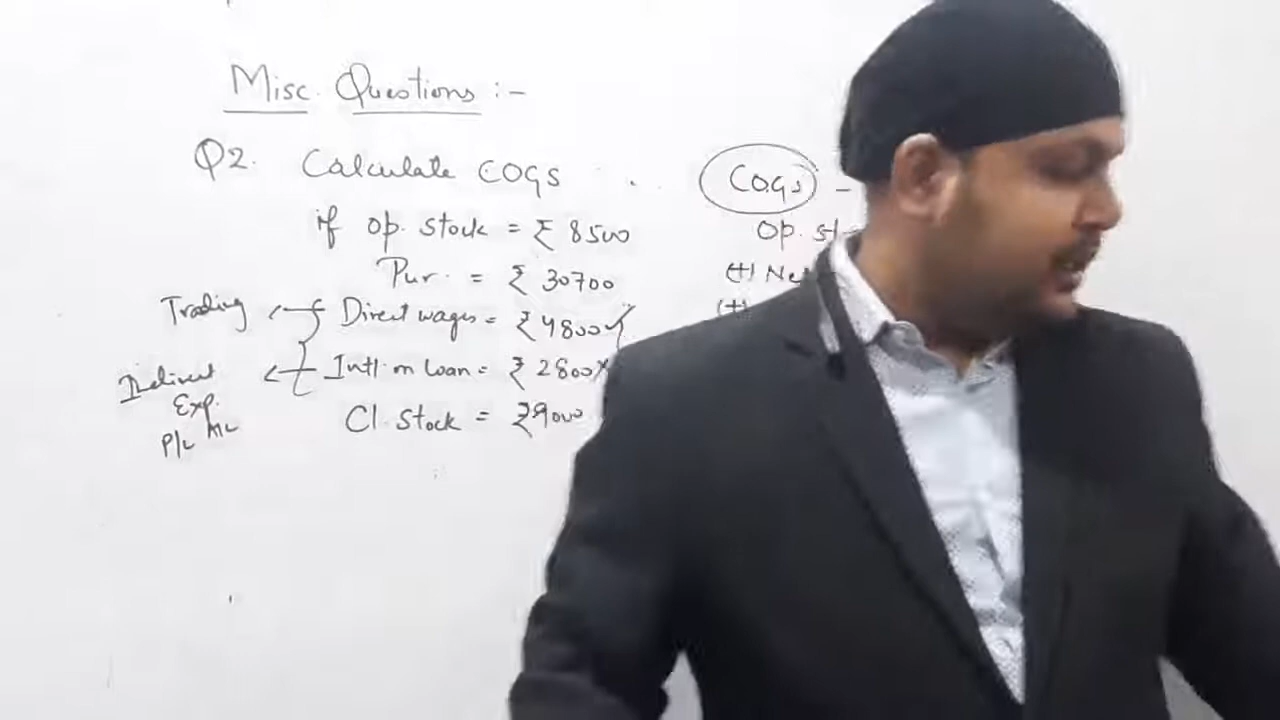 Misc. Questions :-
Q2. Calculate COGS
if op. stock = ₹ 8500
Pur. = ₹ 30700
Trading
Direct wages = ₹ 4800 ✓
Indirect
Exp.
P/L A/c
Intt. on loan = ₹ 2800 ×
Cl. Stock = ₹ 9000
COGS -
Op. st
(+) Ne
(+)